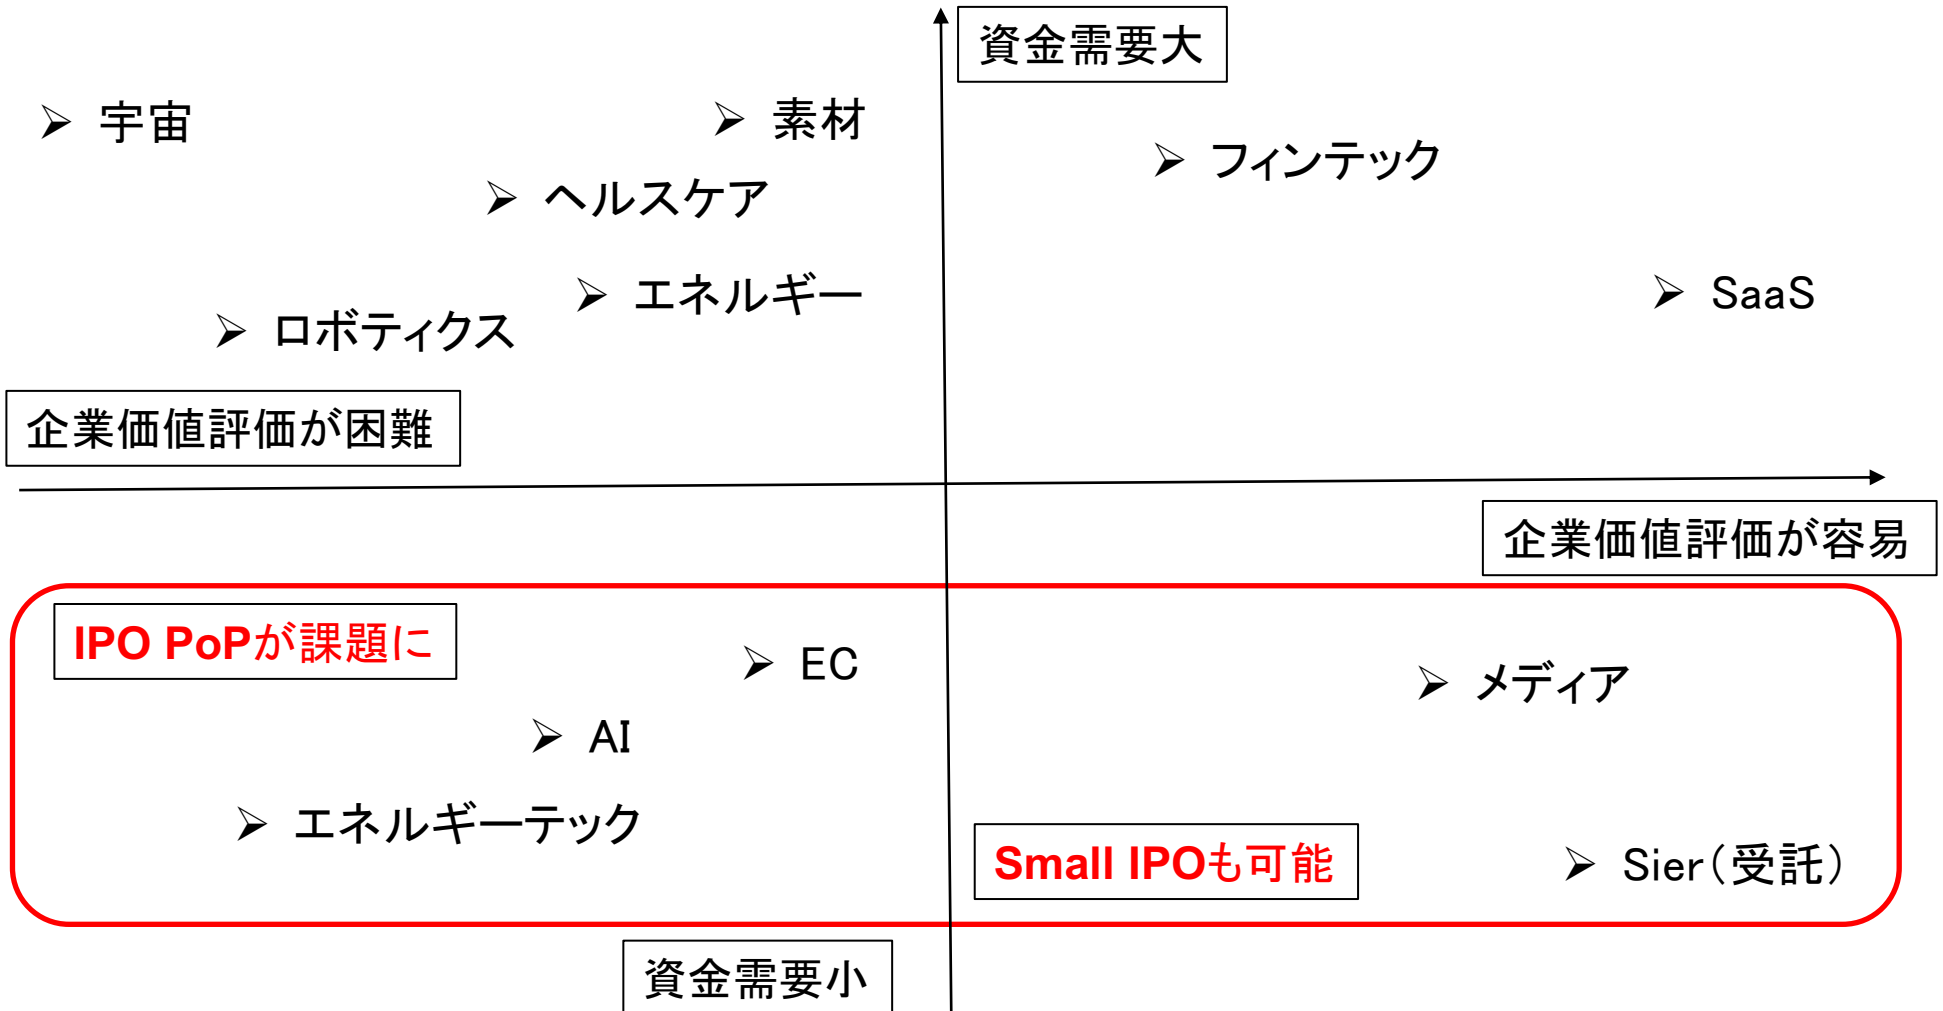 資金需要大
➢ 宇宙
➢ 素材
➢ フィンテック
➢ ヘルスケア
➢ エネルギー
➢ SaaS
➢ ロボティクス
企業価値評価が困難
企業価値評価が容易
IPO PoPが課題に
➢ EC
➢ メディア
➢ AI
➢ エネルギーテック
Small IPOも可能
➢ Sier(受託)
資金需要小